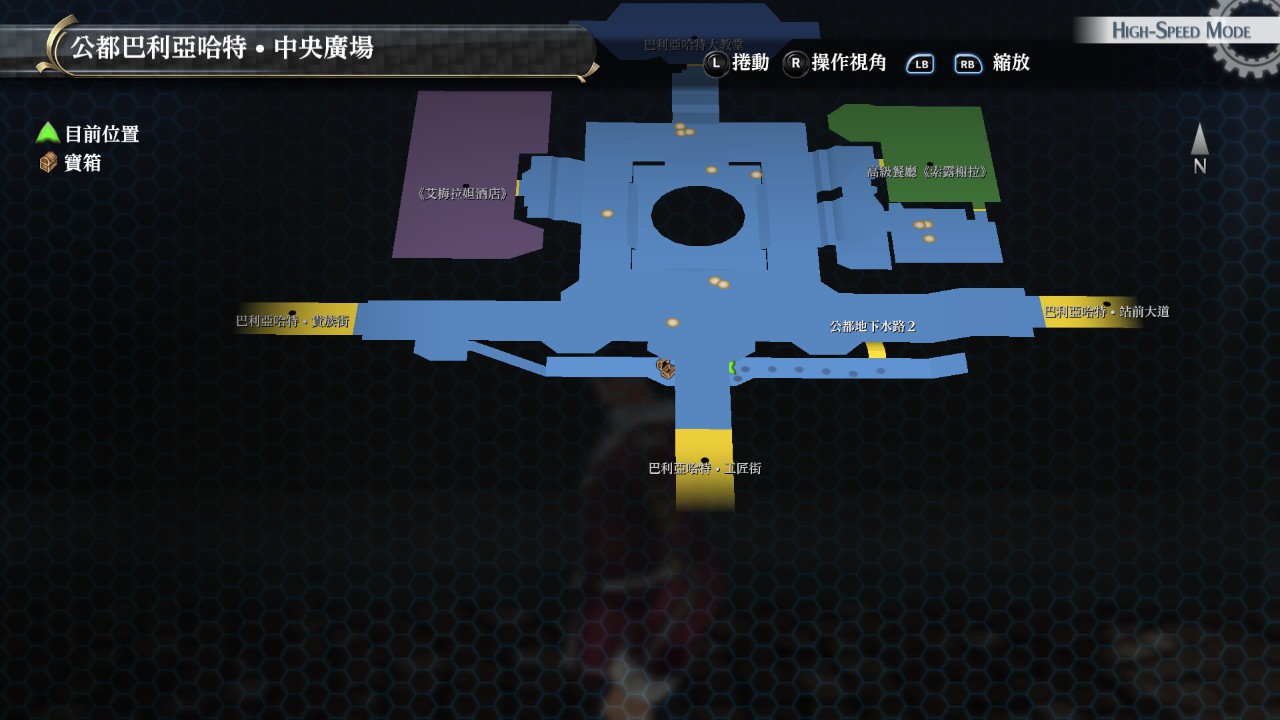 公都巴利亞哈特・中央廣場
HIGH-SPEED MODE
巴利亞哈特大教堂
L 捲動 R 操作視角 LB RB 縮放
目前位置
寶箱
N
高級餐廳《索露榭拉》
《艾梅拉妲酒店》
巴利亞哈特・貴族街
巴利亞哈特・站前大道
公都地下水路2
巴利亞哈特・工匠街